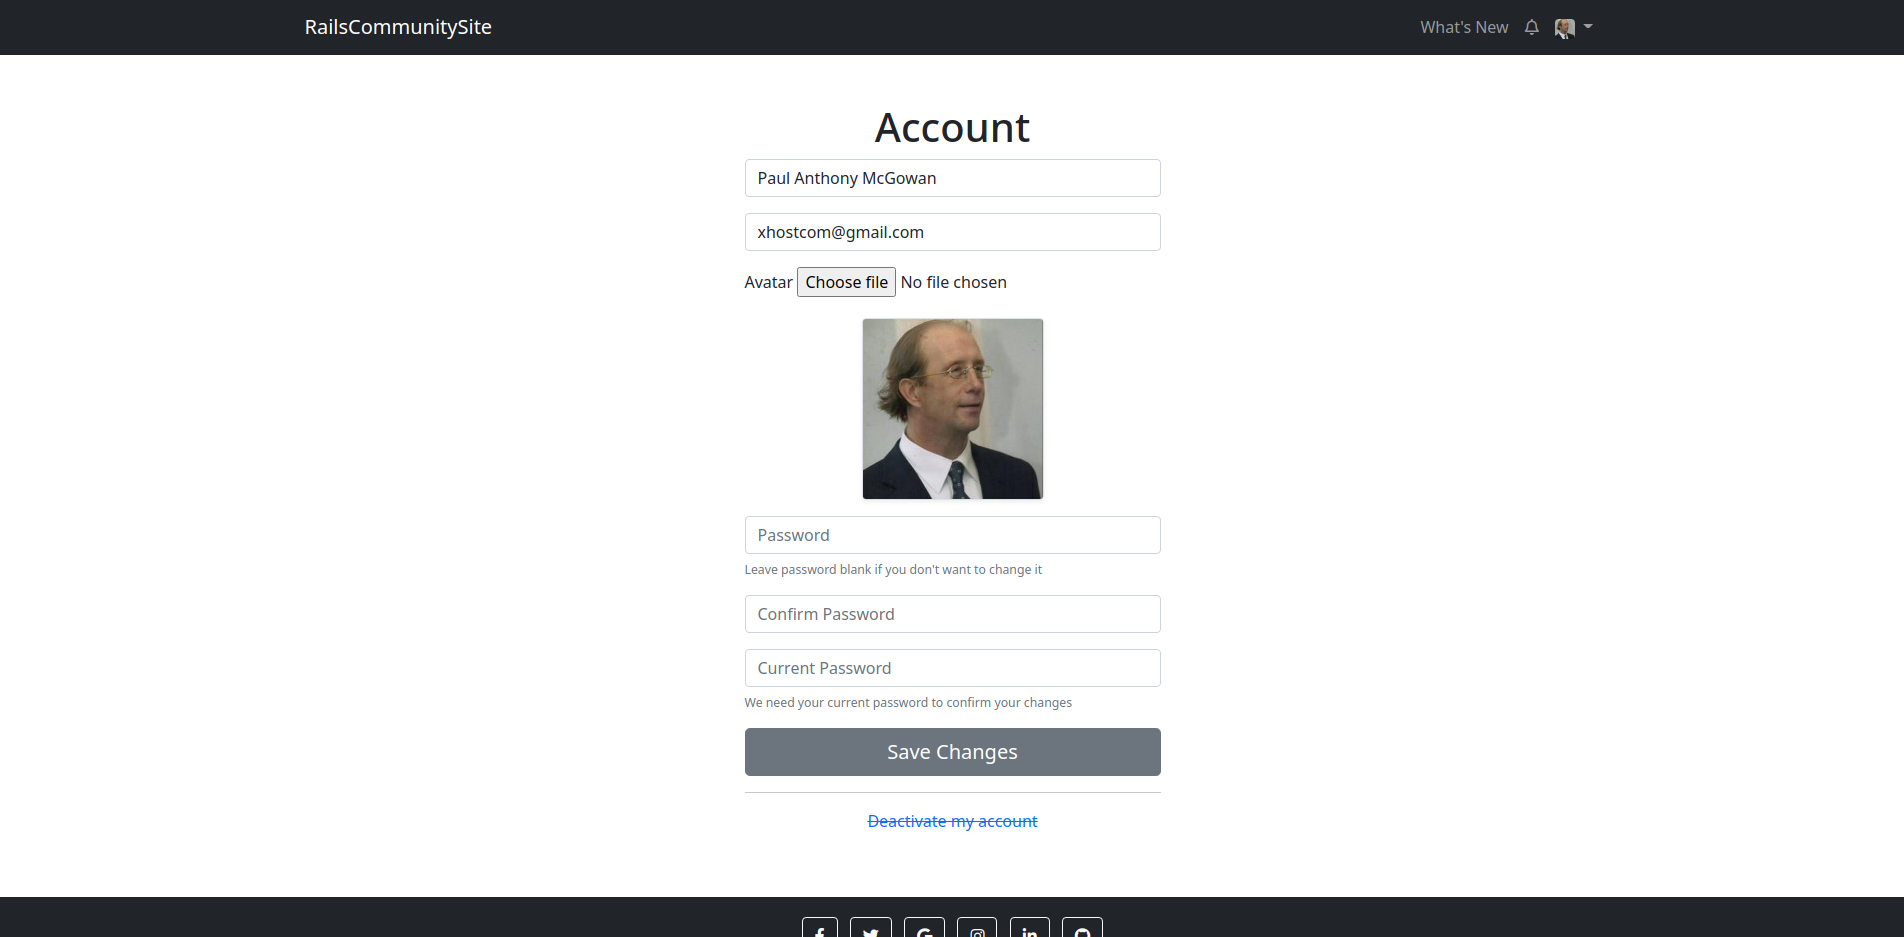 RailsCommunitySite What's New
Account
Paul Anthony McGowan
xhostcom@gmail.com
Avatar Choose file No file chosen
Password
Leave password blank if you don't want to change it
Confirm Password
Current Password
We need your current password to confirm your changes
Save Changes
Deactivate my account